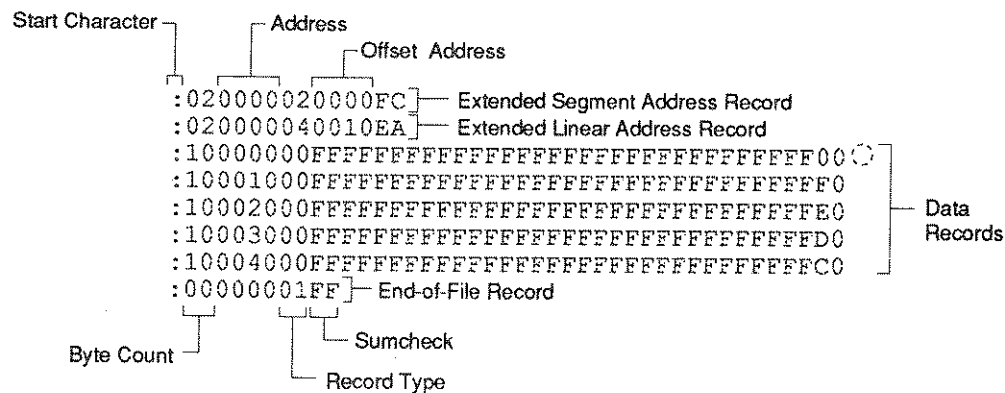 Start Character
Address
Offset Address
:020000020000FC Extended Segment Address Record
:020000040010EA Extended Linear Address Record
:10000000FFFFFFFFFFFFFFFFFFFFFFFFFFFFFFFF00
:10001000FFFFFFFFFFFFFFFFFFFFFFFFFFFFFFFFF0
:10002000FFFFFFFFFFFFFFFFFFFFFFFFFFFFFFFFE0
:10003000FFFFFFFFFFFFFFFFFFFFFFFFFFFFFFFFD0
:10004000FFFFFFFFFFFFFFFFFFFFFFFFFFFFFFFFC0
Data
Records
:00000001FF End-of-File Record
Sumcheck
Byte Count
Record Type